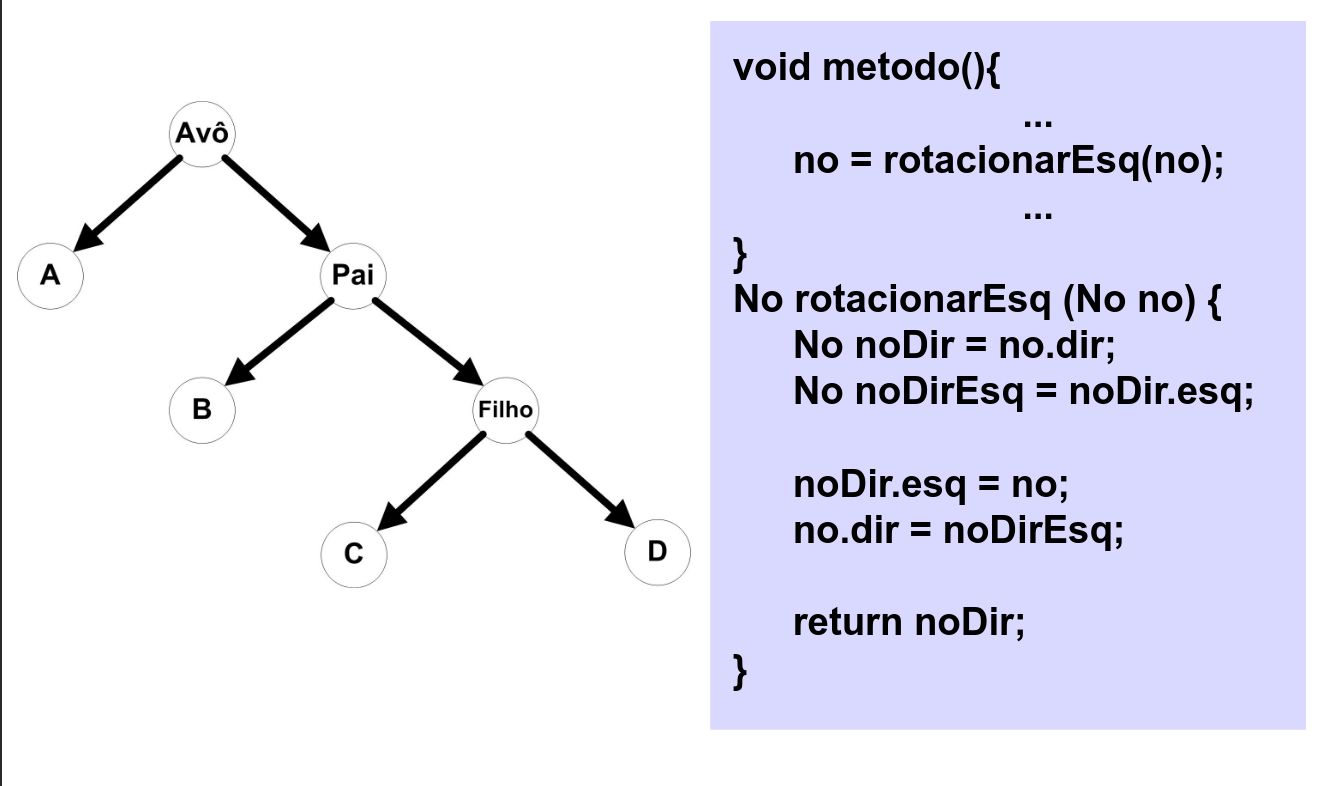 Avô
A
Pai
B
Filho
C
D
void metodo(){
...
no = rotacionarEsq(no);
...
}
No rotacionarEsq (No no) {
No noDir = no.dir;
No noDirEsq = noDir.esq;
noDir.esq = no;
no.dir = noDirEsq;
return noDir;
}